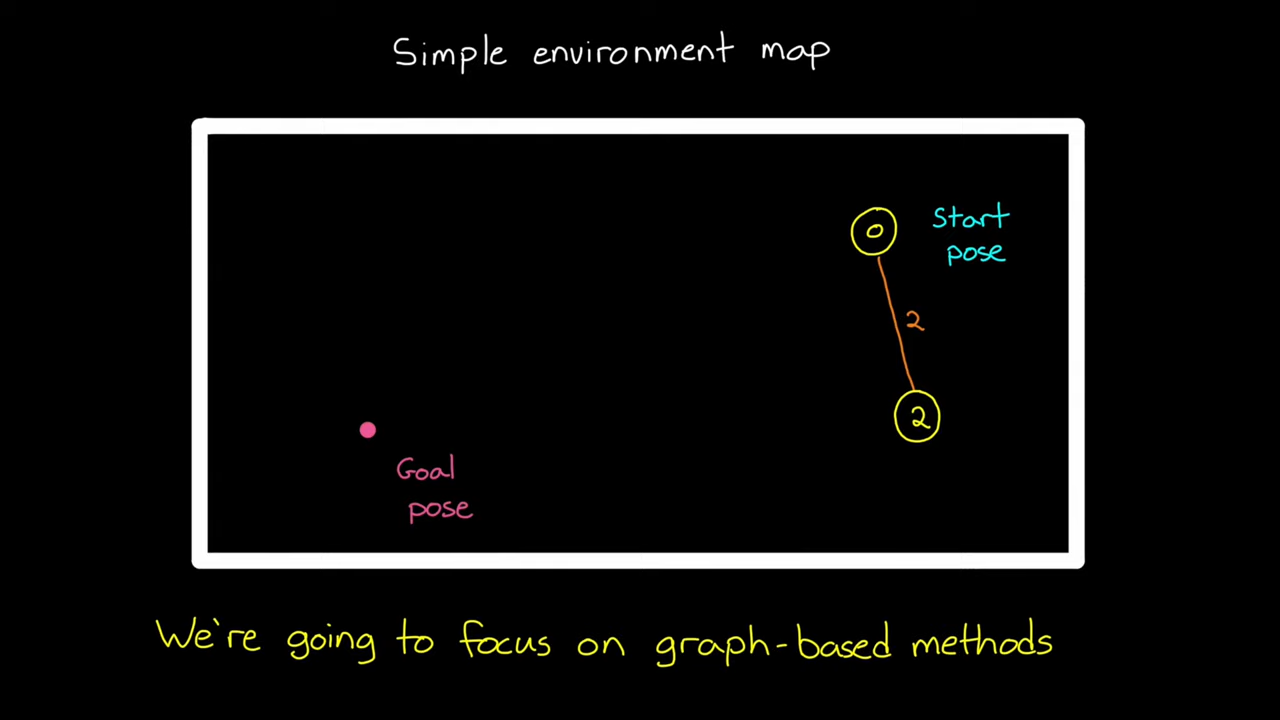 Simple environment map
0
Start
pose
2
2
Goal
pose
We're going to focus on graph-based methods